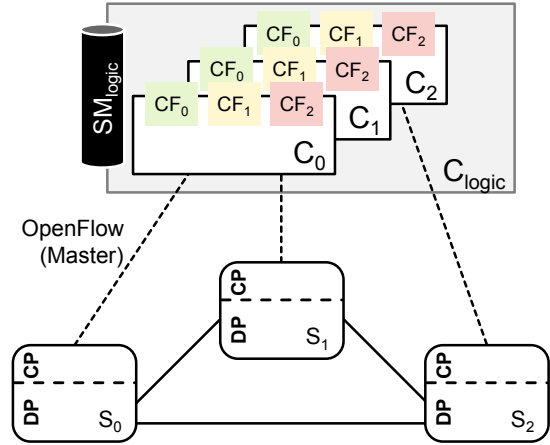 CF0 CF1 CF2
CF0 CF1 CF2
C2
CF0 CF1 CF2
C1
C0
SMlogic
Clogic
OpenFlow
(Master)
CP
DP
S1
CP
DP
S0
CP
DP
S2